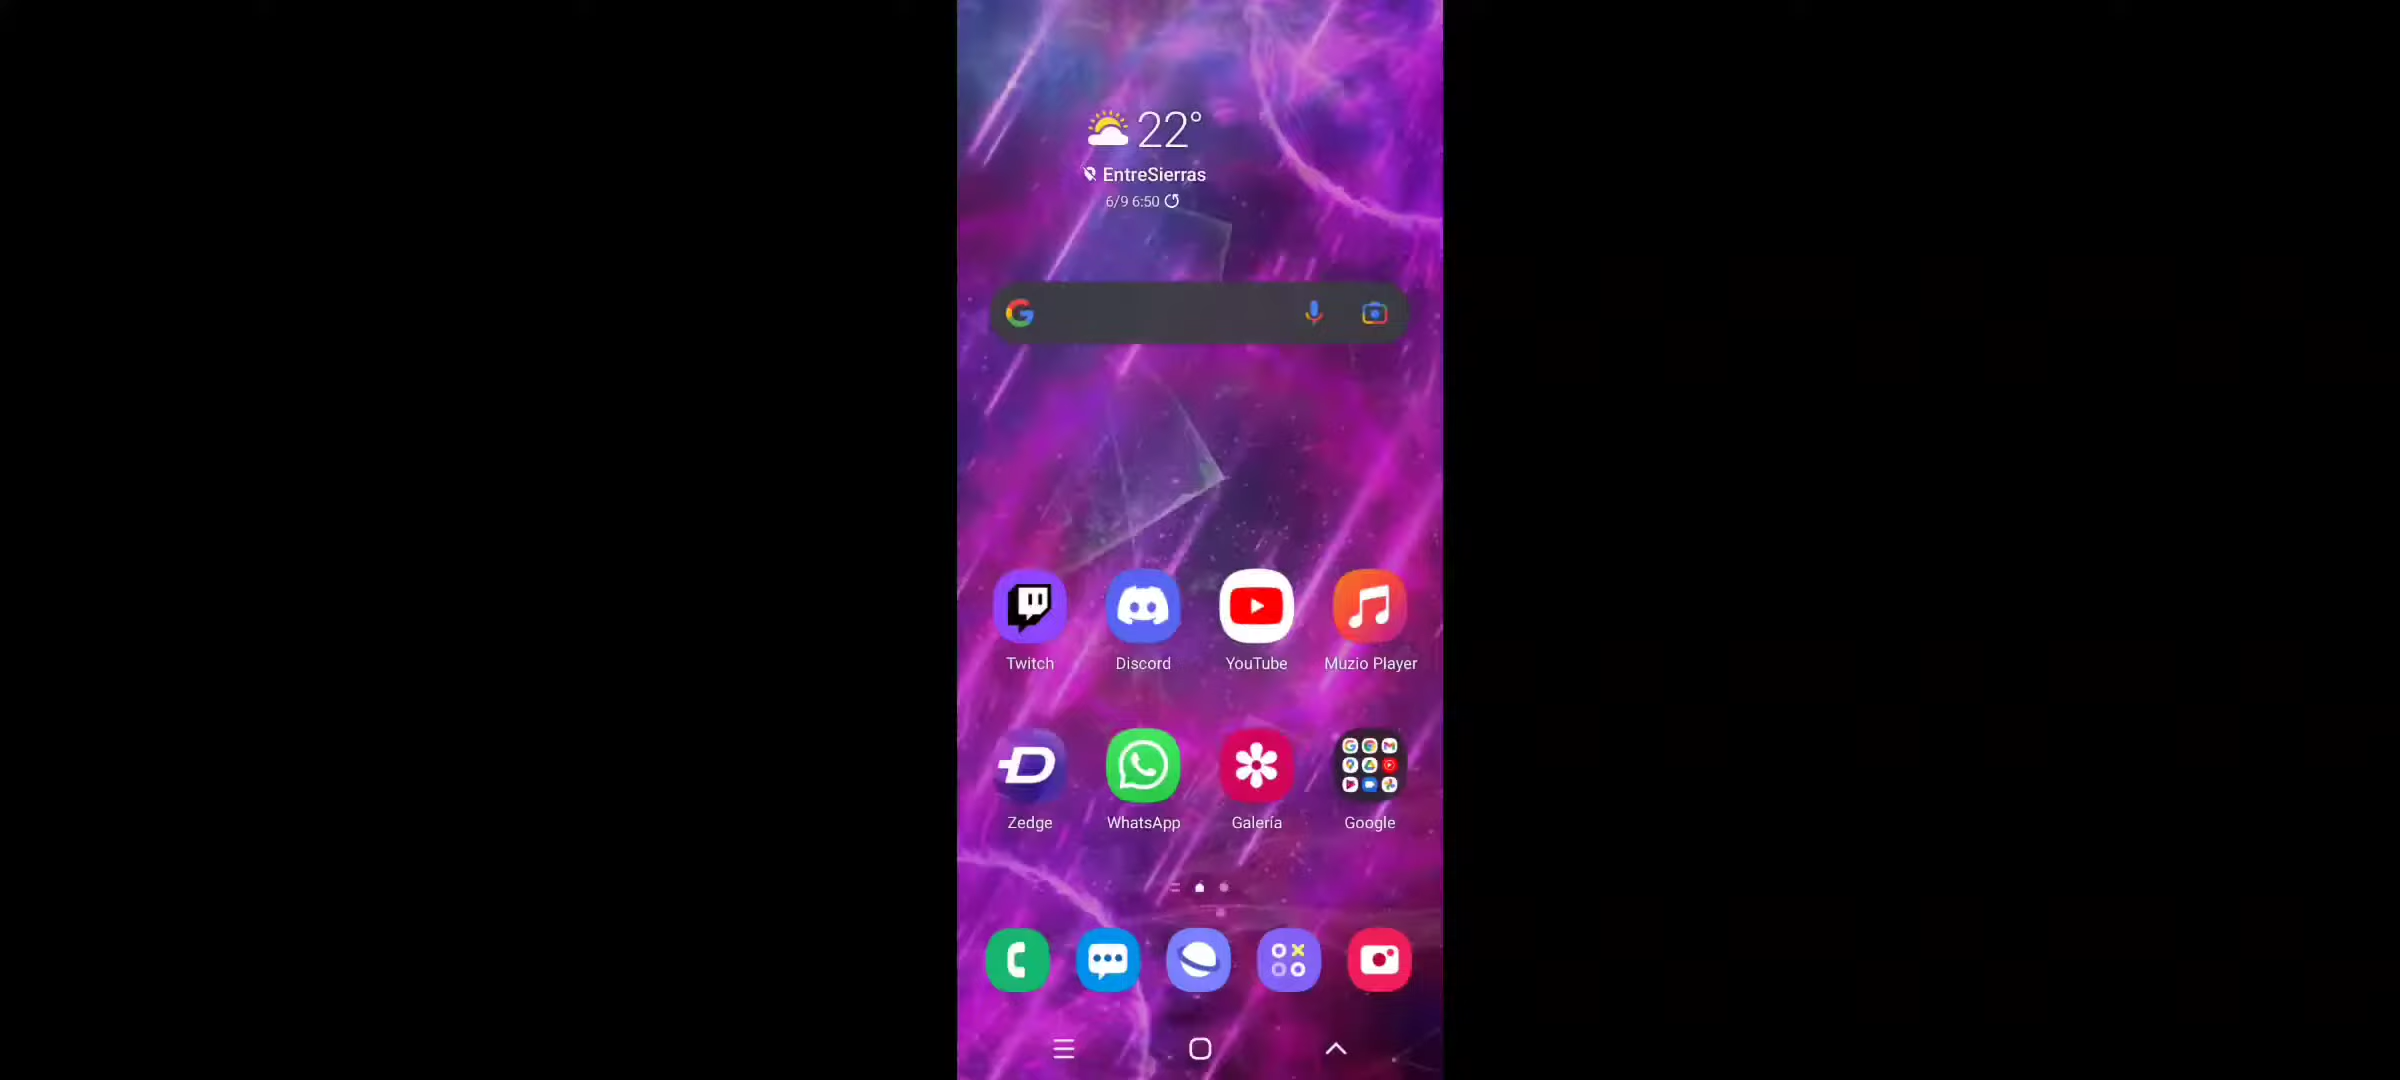 22°
EntreSierras
6/9 6:50
Twitch
Discord
YouTube
Muzio Player
Zedge
WhatsApp
Galería
Google